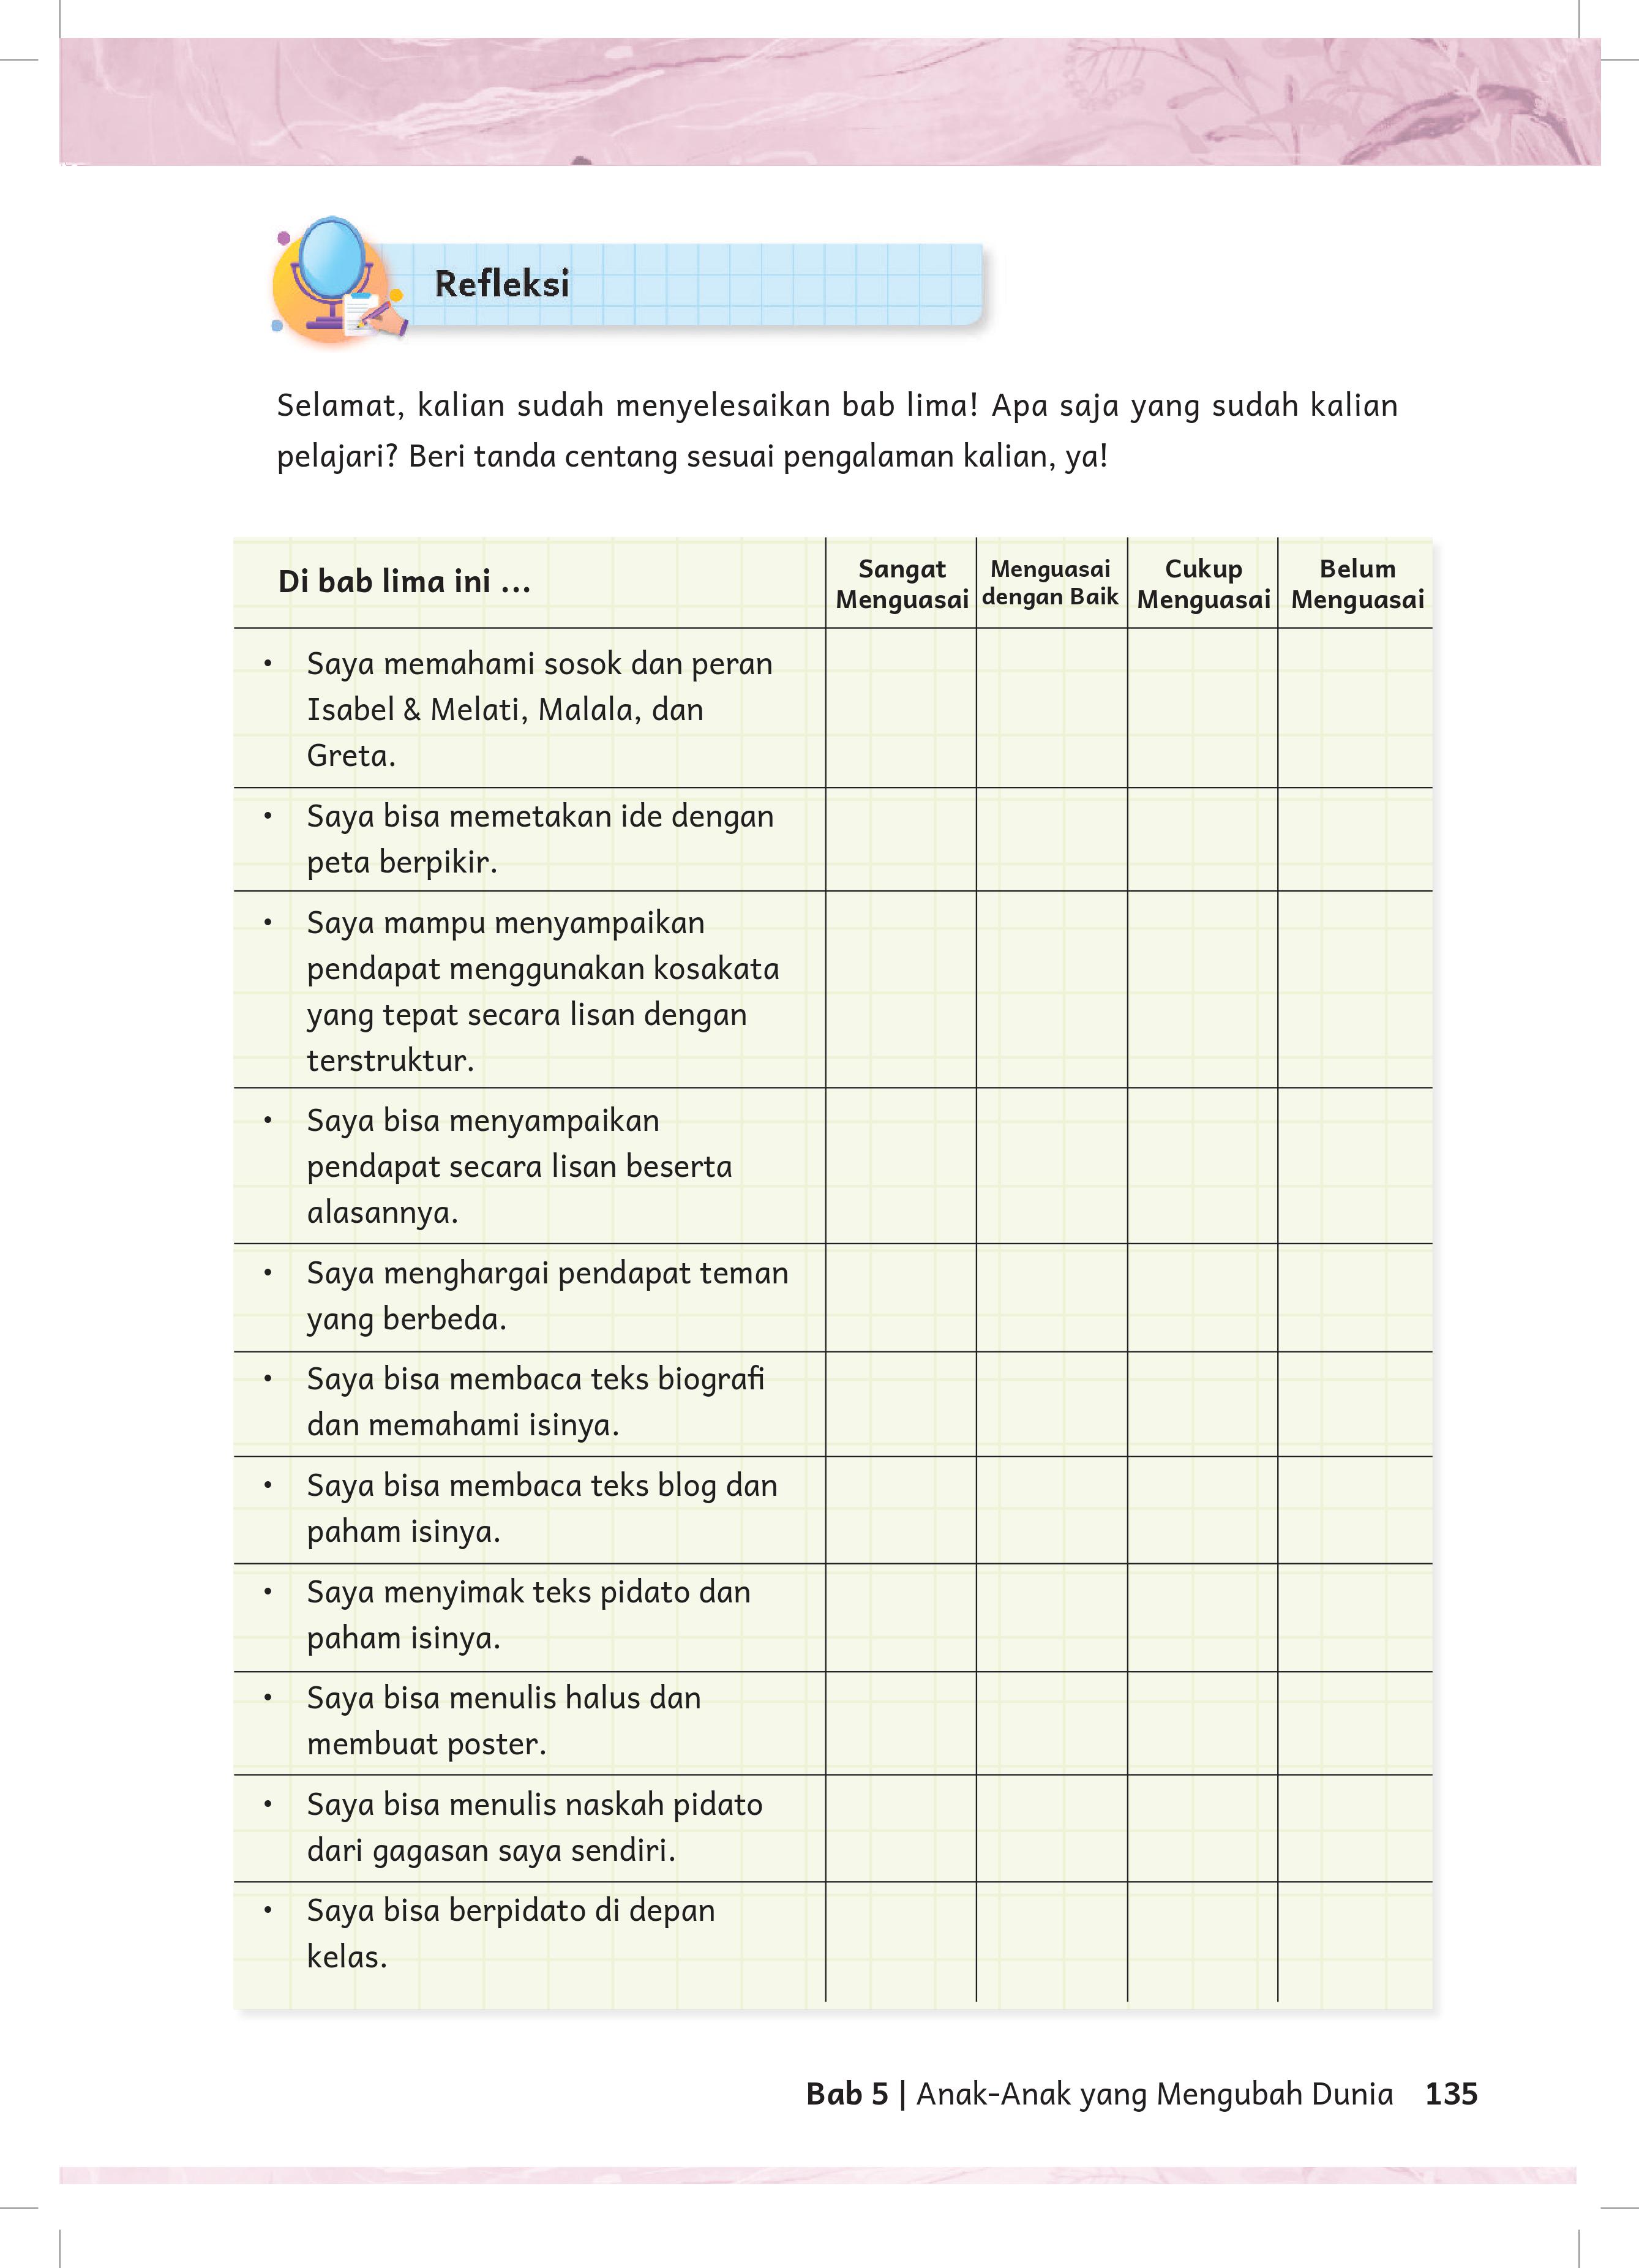 Refleksi
Selamat, kalian sudah menyelesaikan bab lima! Apa saja yang sudah kalian
pelajari? Beri tanda centang sesuai pengalaman kalian, ya!
Di bab lima ini ...
Sangat
Menguasai
Menguasai
dengan Baik
Cukup
Menguasai
Belum
Menguasai
• Saya memahami sosok dan peran
Isabel & Melati, Malala, dan
Greta.
• Saya bisa memetakan ide dengan
peta berpikir.
• Saya mampu menyampaikan
pendapat menggunakan kosakata
yang tepat secara lisan dengan
terstruktur.
• Saya bisa menyampaikan
pendapat secara lisan beserta
alasannya.
• Saya menghargai pendapat teman
yang berbeda.
• Saya bisa membaca teks biografi
dan memahami isinya.
• Saya bisa membaca teks blog dan
paham isinya.
• Saya menyimak teks pidato dan
paham isinya.
• Saya bisa menulis halus dan
membuat poster.
• Saya bisa menulis naskah pidato
dari gagasan saya sendiri.
• Saya bisa berpidato di depan
kelas.
Bab 5 | Anak-Anak yang Mengubah Dunia 135